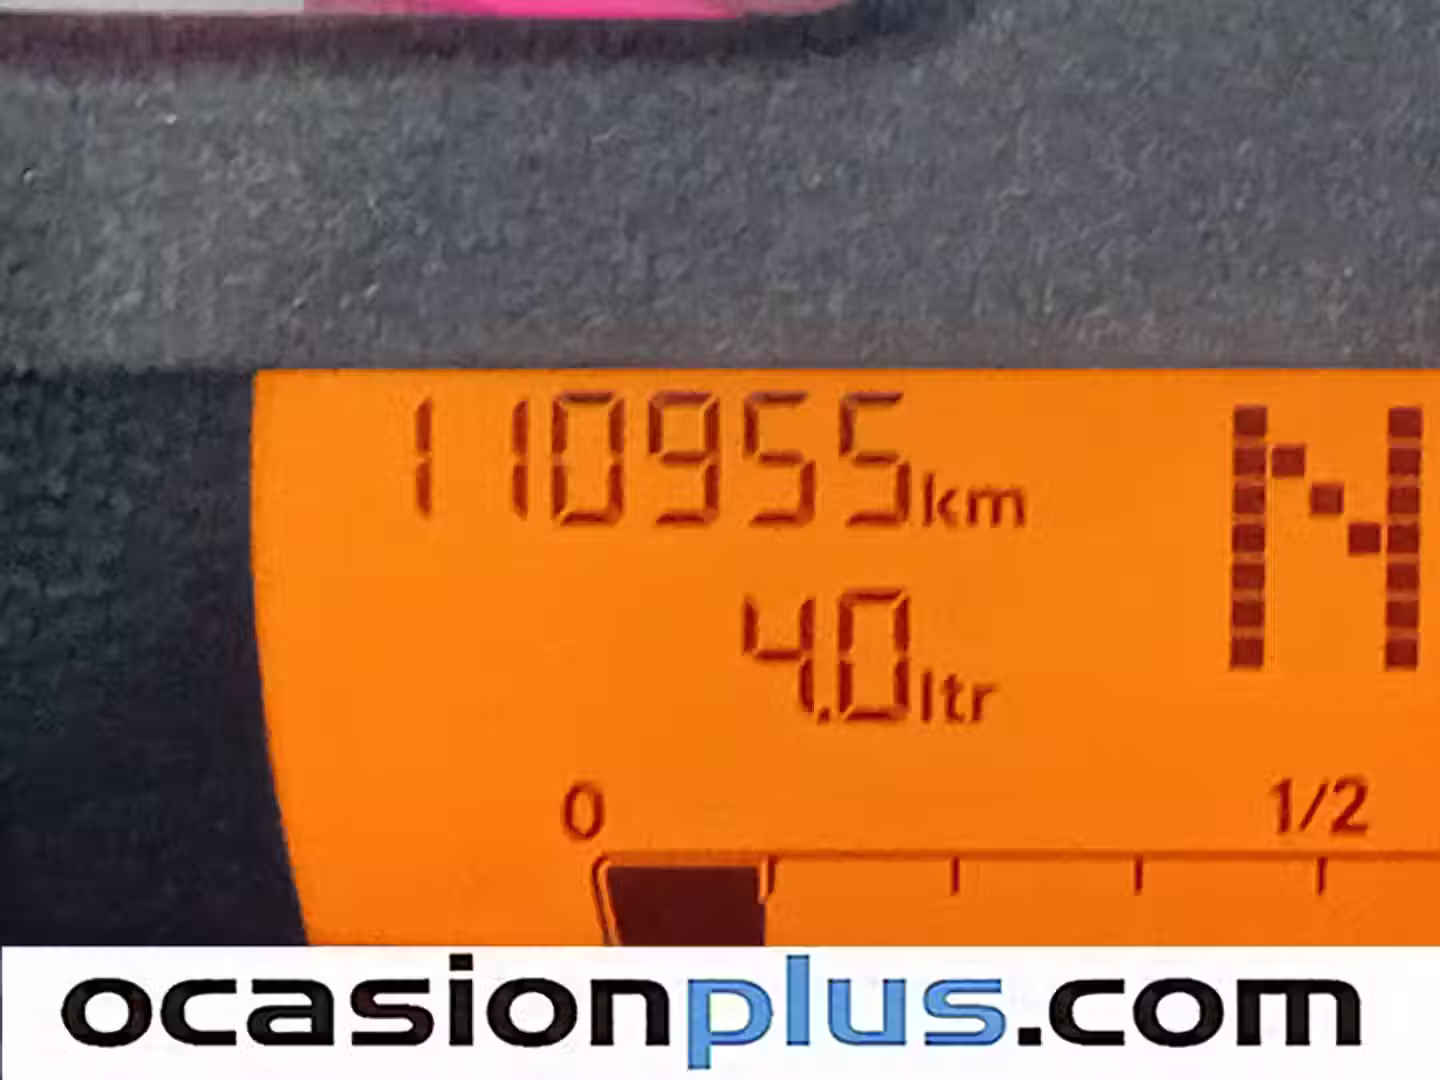 110955km N
4.0ltr
0 1/2
ocasionplus.com